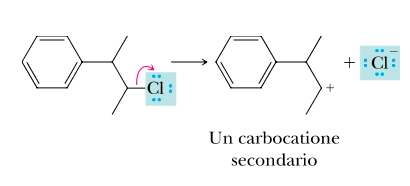 Cl + Cl⁻
+
Un carbocatione
secondario